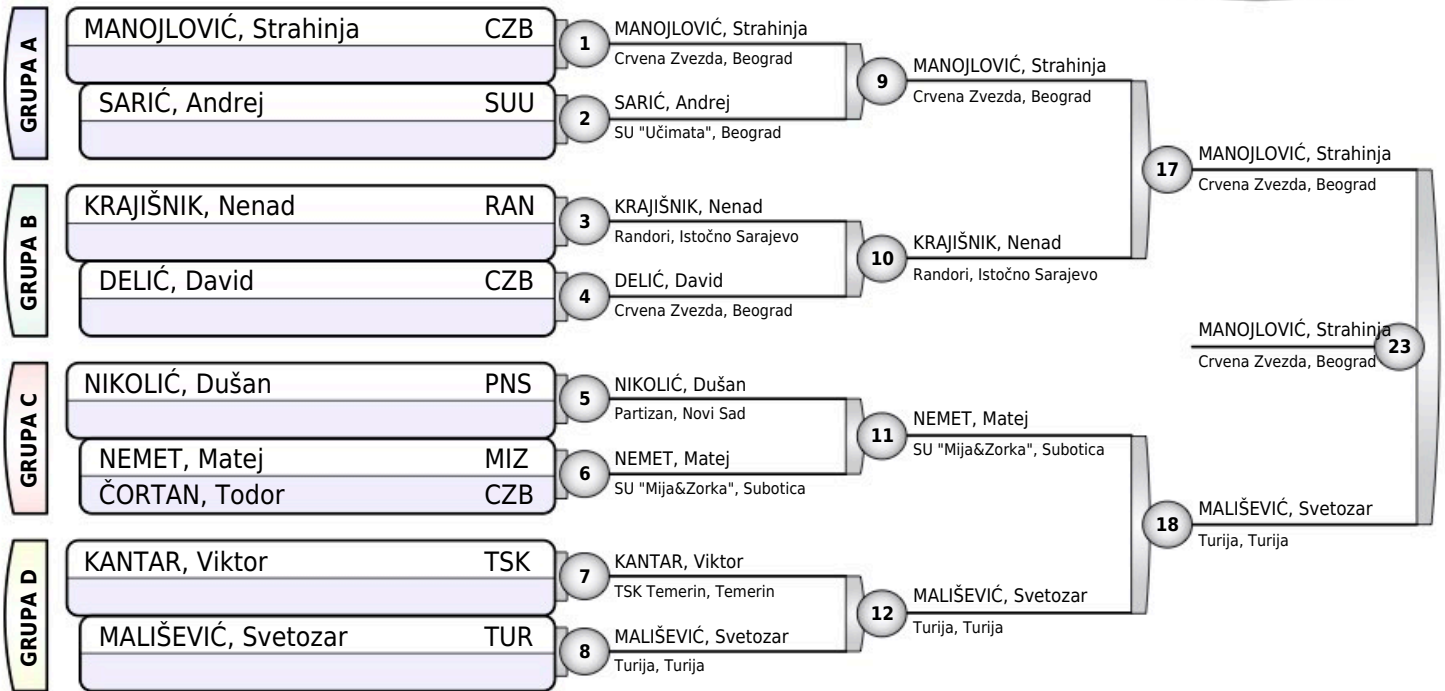 GRUPA A
MANOJLOVIĆ, Strahinja CZB
SARIĆ, Andrej SUU
1
MANOJLOVIĆ, Strahinja
Crvena Zvezda, Beograd
2
SARIĆ, Andrej
SU "Učimata", Beograd
9
MANOJLOVIĆ, Strahinja
Crvena Zvezda, Beograd
GRUPA B
KRAJIŠNIK, Nenad RAN
DELIĆ, David CZB
3
KRAJIŠNIK, Nenad
Randori, Istočno Sarajevo
4
DELIĆ, David
Crvena Zvezda, Beograd
10
KRAJIŠNIK, Nenad
Randori, Istočno Sarajevo
17
MANOJLOVIĆ, Strahinja
Crvena Zvezda, Beograd
GRUPA C
NIKOLIĆ, Dušan PNS
NEMET, Matej MIZ
ČORTAN, Todor CZB
5
NIKOLIĆ, Dušan
Partizan, Novi Sad
6
NEMET, Matej
SU "Mija&Zorka", Subotica
11
NEMET, Matej
SU "Mija&Zorka", Subotica
GRUPA D
KANTAR, Viktor TSK
MALIŠEVIĆ, Svetozar TUR
7
KANTAR, Viktor
TSK Temerin, Temerin
8
MALIŠEVIĆ, Svetozar
Turija, Turija
12
MALIŠEVIĆ, Svetozar
Turija, Turija
18
MALIŠEVIĆ, Svetozar
Turija, Turija
MANOJLOVIĆ, Strahinja
Crvena Zvezda, Beograd
23